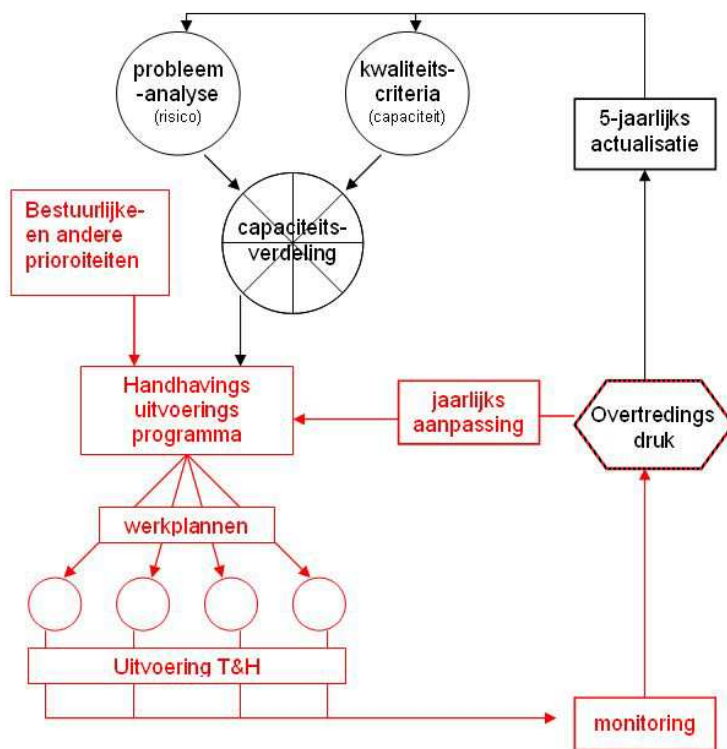 probleem
-analyse
(risico)
kwaliteits-
criteria
(capaciteit)
5-jaarlijks
actualisatie
Bestuurlijke-
en andere
prioroiteiten
capaciteits-
verdeling
Handhavings
uitvoerings
programma
jaarlijks
aanpassing
Overtredings
druk
werkplannen
Uitvoering T&H
monitoring